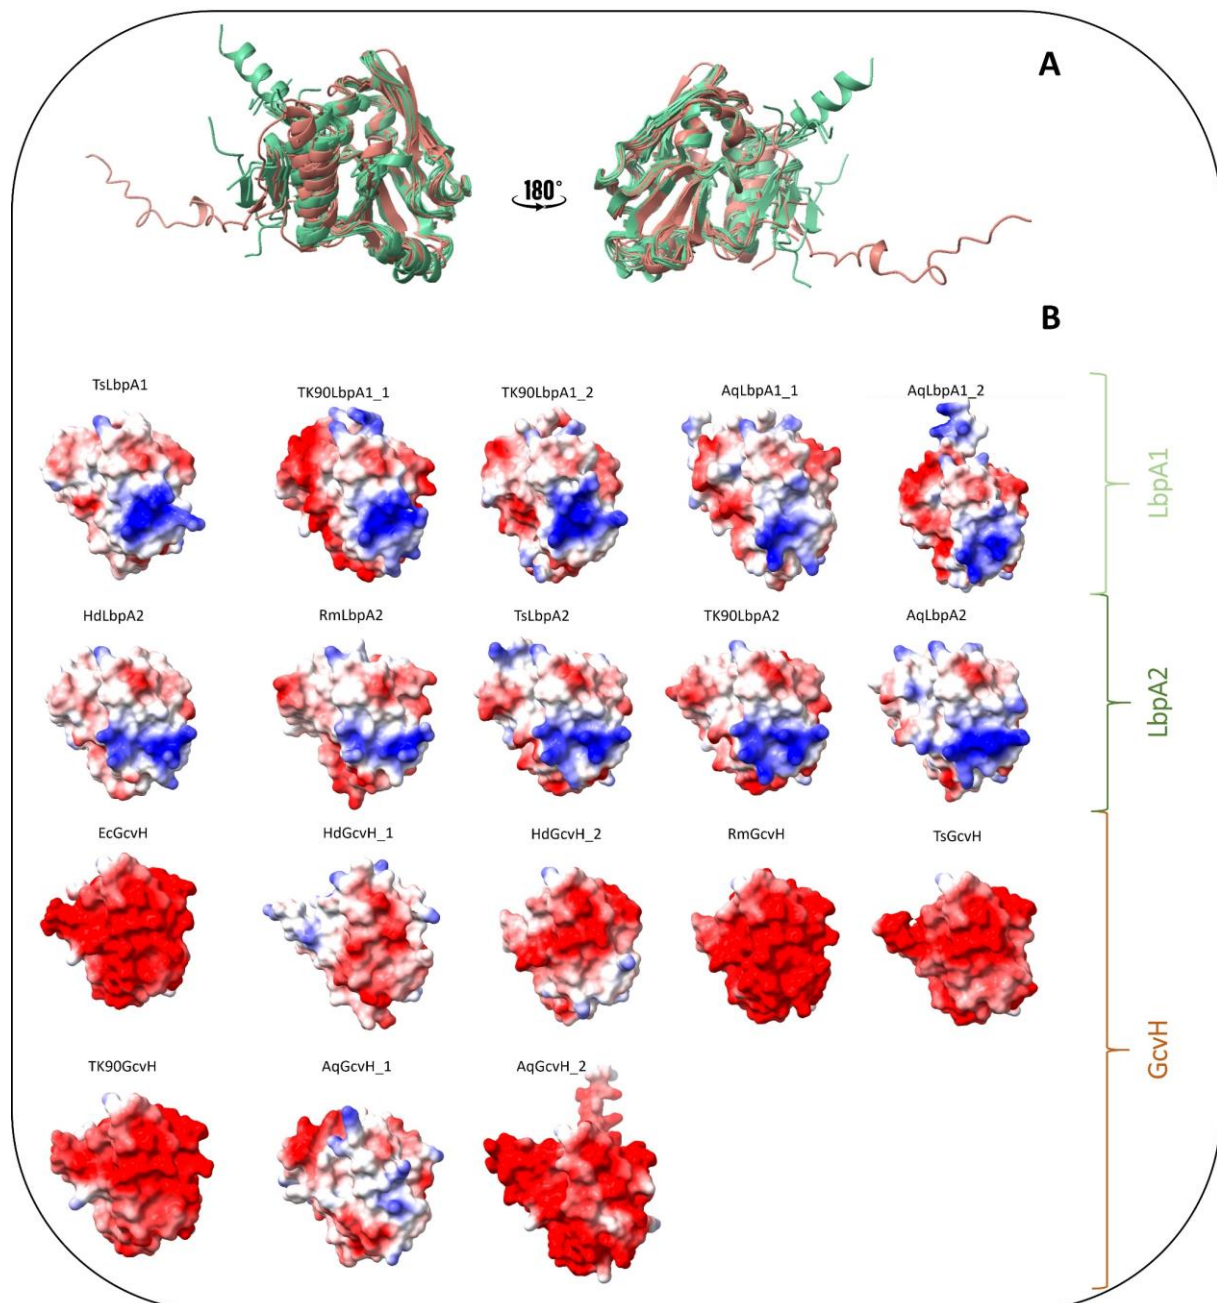 A
180°
B
TsLbpA1
TK90LbpA1_1
TK90LbpA1_2
AqLbpA1_1
AqLbpA1_2
LbpA1
HdLbpA2
RmLbpA2
TsLbpA2
TK90LbpA2
AqLbpA2
LbpA2
EcGcvH
HdGcvH_1
HdGcvH_2
RmGcvH
TsGcvH
GcvH
TK90GcvH
AqGcvH_1
AqGcvH_2